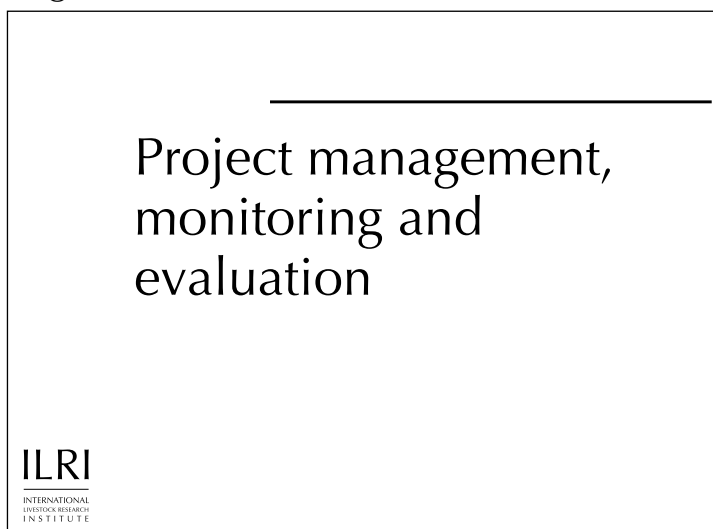 Project management,
monitoring and
evaluation
ILRI
INTERNATIONAL
LIVESTOCK RESEARCH
INSTITUTE